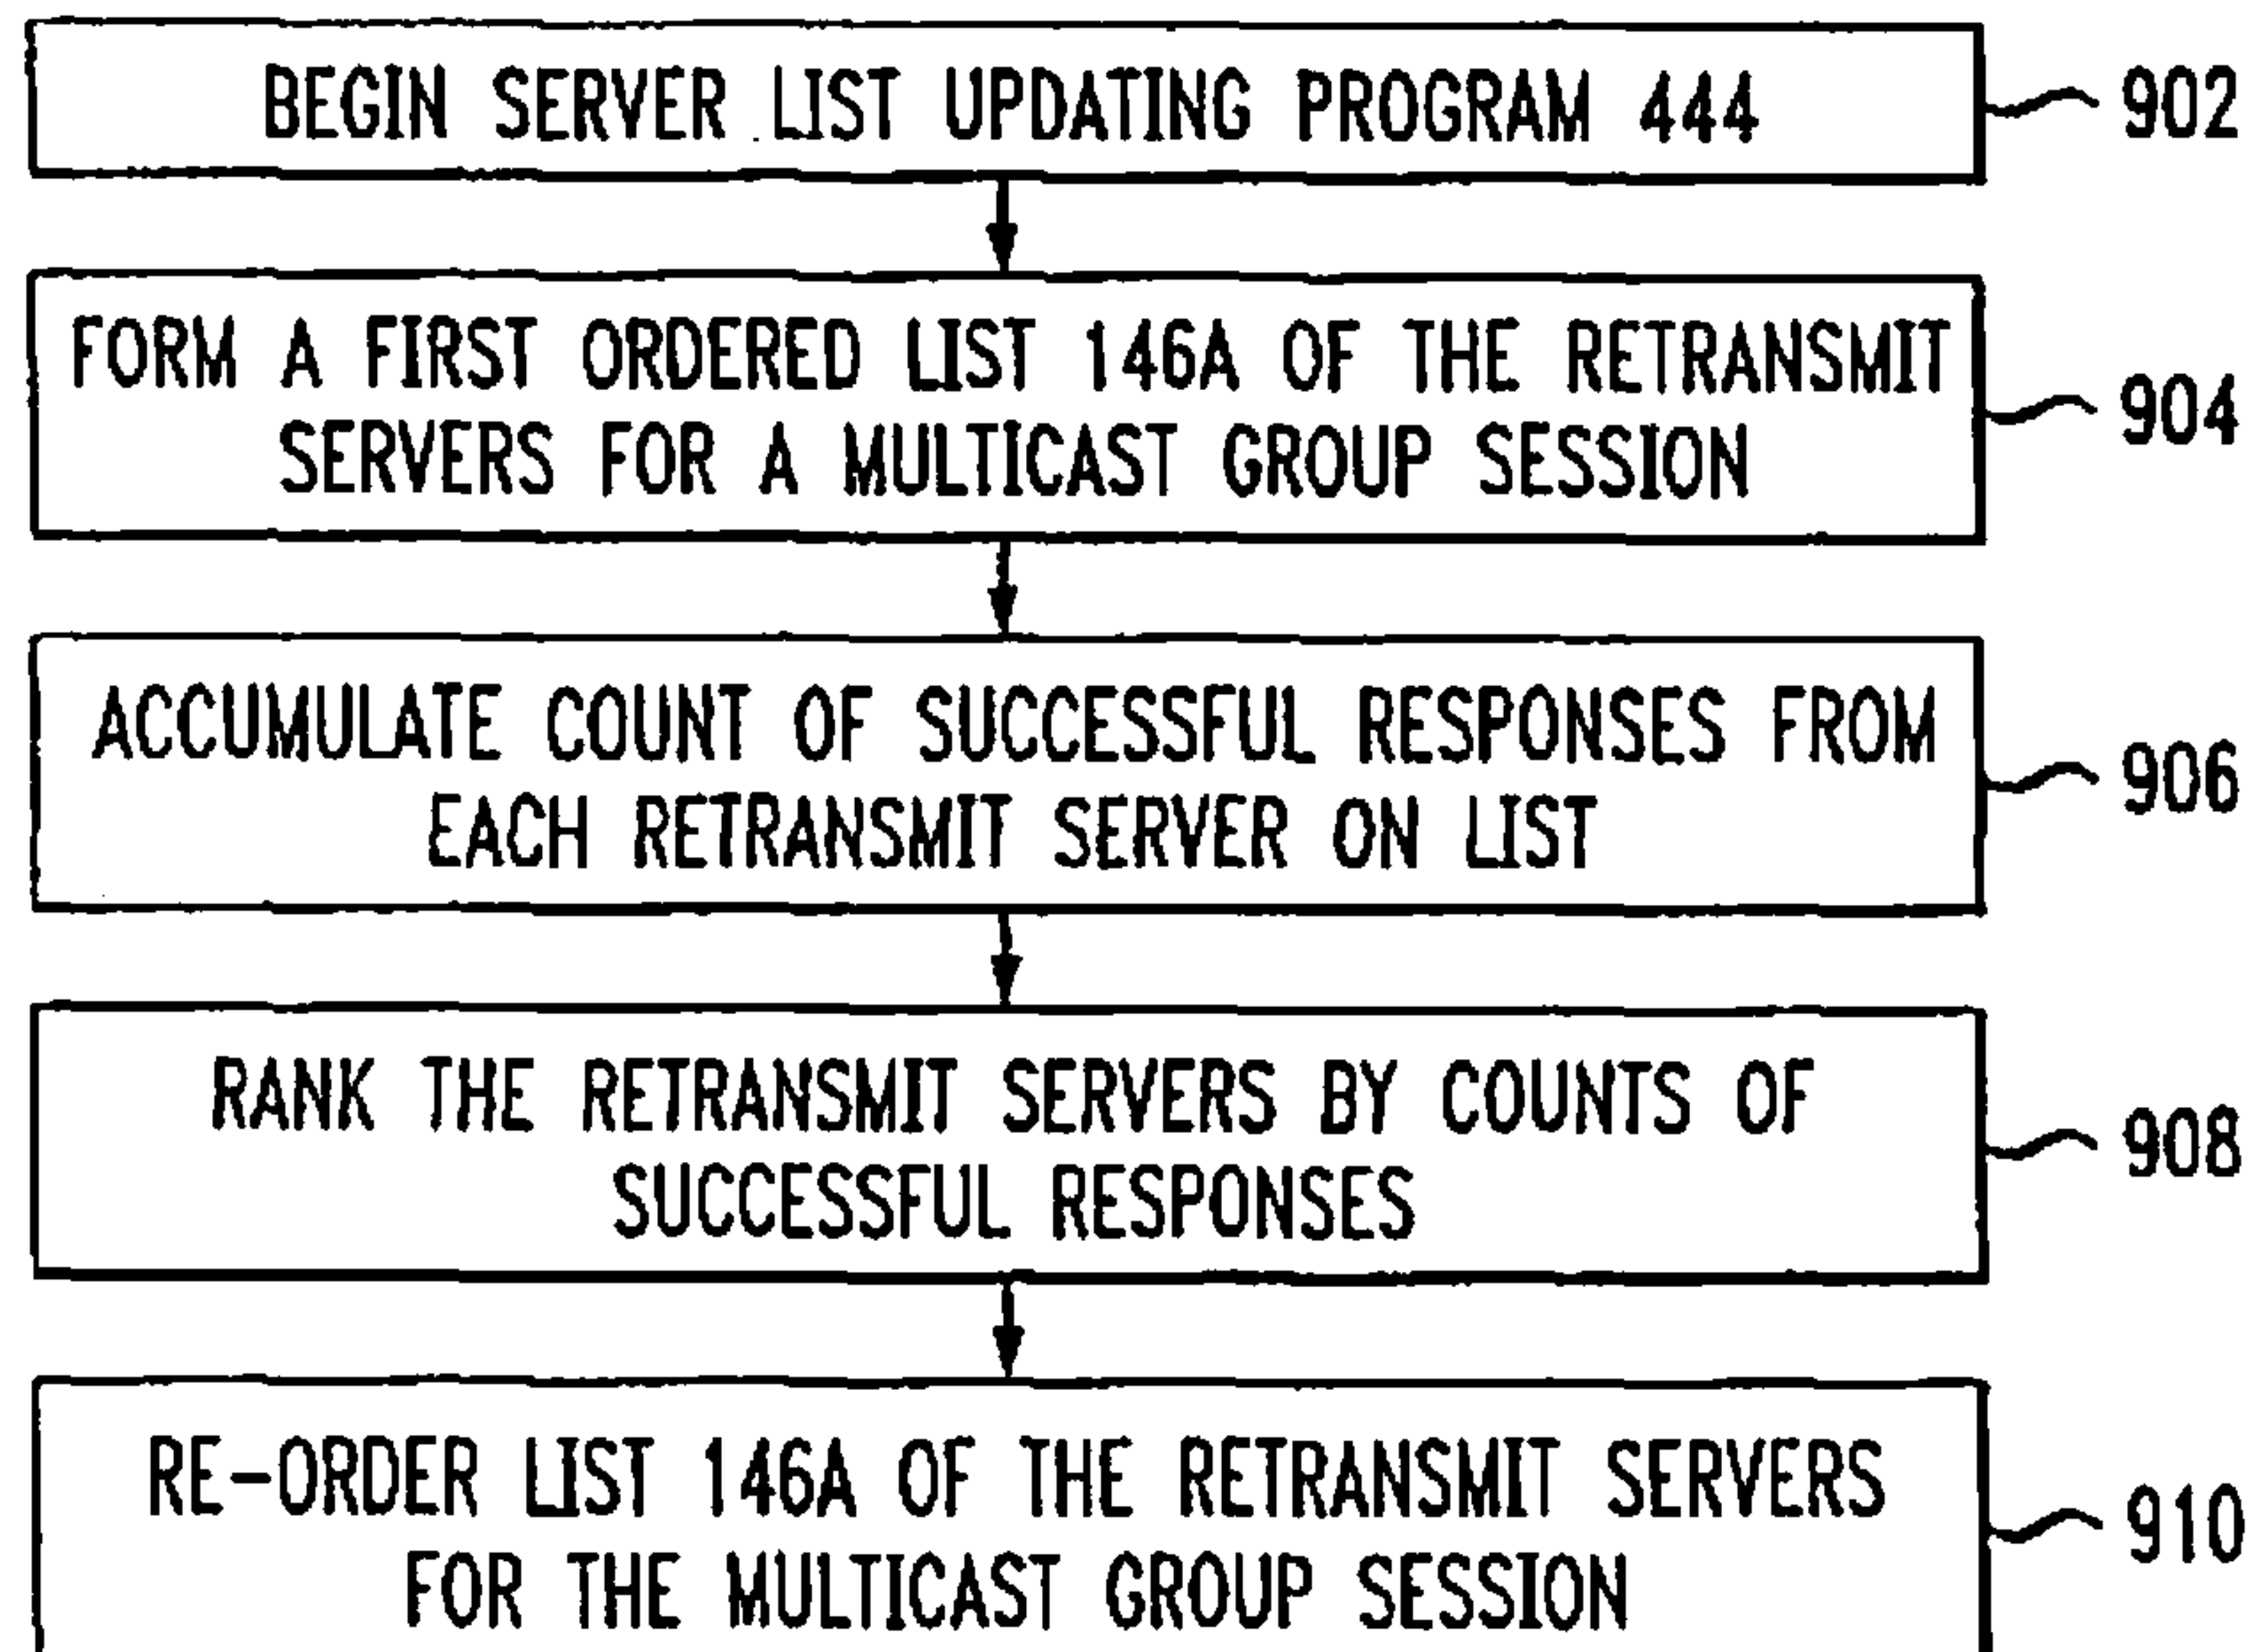 BEGIN SERVER LIST UPDATING PROGRAM 444
902
FORM A FIRST ORDERED LIST 146A OF THE RETRANSMIT
SERVERS FOR A MULTICAST GROUP SESSION
904
ACCUMULATE COUNT OF SUCCESSFUL RESPONSES FROM
EACH RETRANSMIT SERVER ON LIST
906
RANK THE RETRANSMIT SERVERS BY COUNTS OF
SUCCESSFUL RESPONSES
908
RE-ORDER LIST 146A OF THE RETRANSMIT SERVERS
FOR THE MULTICAST GROUP SESSION
910